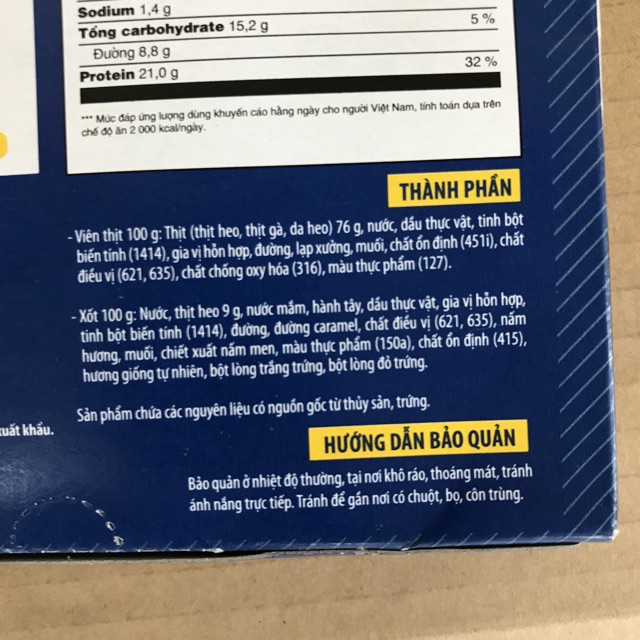 Sodium 1,4 g
Tổng carbohydrate 15,2 g 5 %
Đường 8,8 g
Protein 21,0 g 32 %
*** Mức đáp ứng lượng dùng khuyến cáo hằng ngày cho người Việt Nam, tính toán dựa trên
chế độ ăn 2 000 kcal/ngày.
THÀNH PHẦN
- Viên thịt 100 g: Thịt (thịt heo, thịt gà, da heo) 76 g, nước, dầu thực vật, tinh bột
biến tính (1414), gia vị hỗn hợp, đường, lạp xưởng, muối, chất ổn định (451i), chất
điều vị (621, 635), chất chống oxy hóa (316), màu thực phẩm (127).
- Xốt 100 g: Nước, thịt heo 9 g, nước mắm, hành tây, dầu thực vật, gia vị hỗn hợp,
tinh bột biến tính (1414), đường, đường caramel, chất điều vị (621, 635), nấm
hương, muối, chiết xuất nấm men, màu thực phẩm (150a), chất ổn định (415),
hương giống tự nhiên, bột lòng trắng trứng, bột lòng đỏ trứng.
Sản phẩm chứa các nguyên liệu có nguồn gốc từ thủy sản, trứng.
xuất khẩu.
HƯỚNG DẪN BẢO QUẢN
Bảo quản ở nhiệt độ thường, tại nơi khô ráo, thoáng mát, tránh
ánh nắng trực tiếp. Tránh để gần nơi có chuột, bọ, côn trùng.